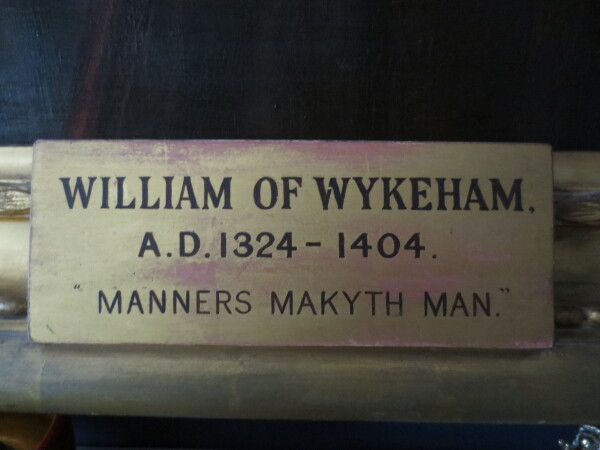 WILLIAM OF WYKEHAM.
A.D. 1324 - 1404.
"MANNERS MAKYTH MAN."